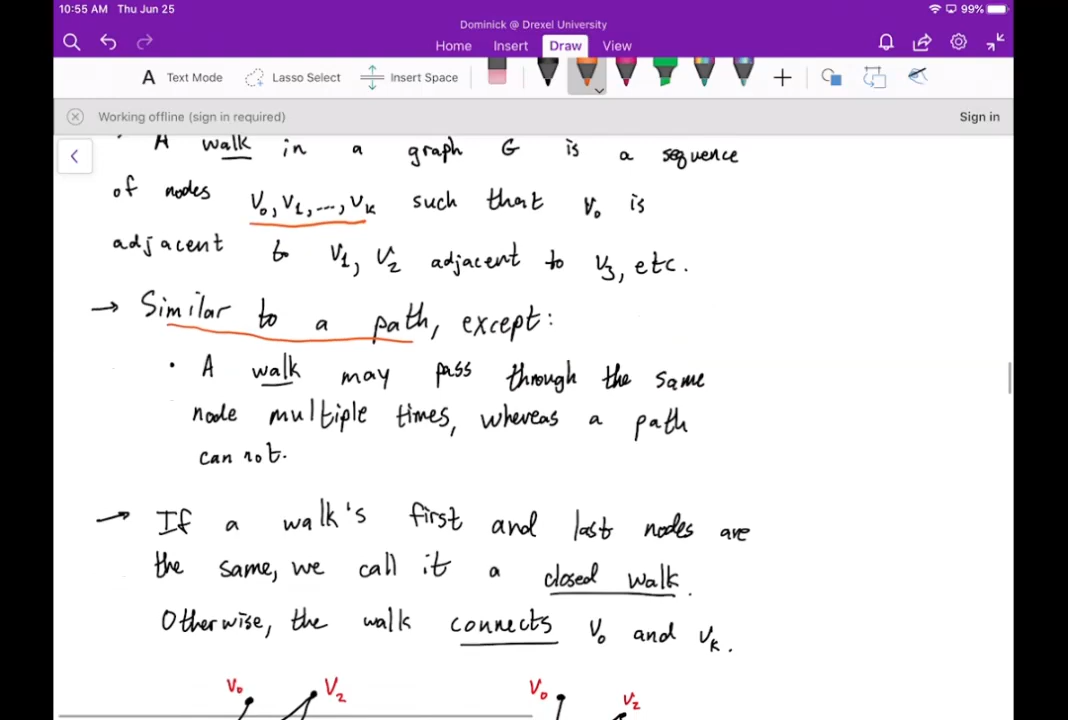 10:55 AM Thu Jun 25
99%
Dominick @ Drexel University
Home Insert Draw View
Text Mode Lasso Select Insert Space
Working offline (sign in required) Sign in
• A walk in a graph G is a sequence
of nodes V₀, V₁, ..., Vₖ such that V₀ is
adjacent to V₁, V₂ adjacent to V₃, etc.
→ Similar to a path, except:
• A walk may pass through the same
node multiple times, whereas a path
can not.
→ If a walk's first and last nodes are
the same, we call it a closed walk.
Otherwise, the walk connects V₀ and Vₖ.
V₀ V₂ V₀ V₂